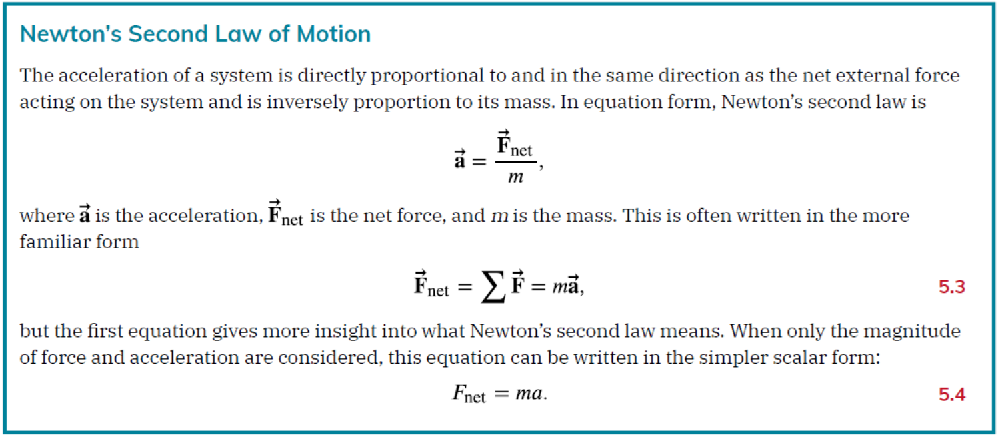 Newton's Second Law of Motion
The acceleration of a system is directly proportional to and in the same direction as the net external force
acting on the system and is inversely proportion to its mass. In equation form, Newton's second law is
a⃗ = F⃗net / m,
where a⃗ is the acceleration, F⃗net is the net force, and m is the mass. This is often written in the more
familiar form
F⃗net = ∑ F⃗ = ma⃗, 5.3
but the first equation gives more insight into what Newton's second law means. When only the magnitude
of force and acceleration are considered, this equation can be written in the simpler scalar form:
Fnet = ma. 5.4